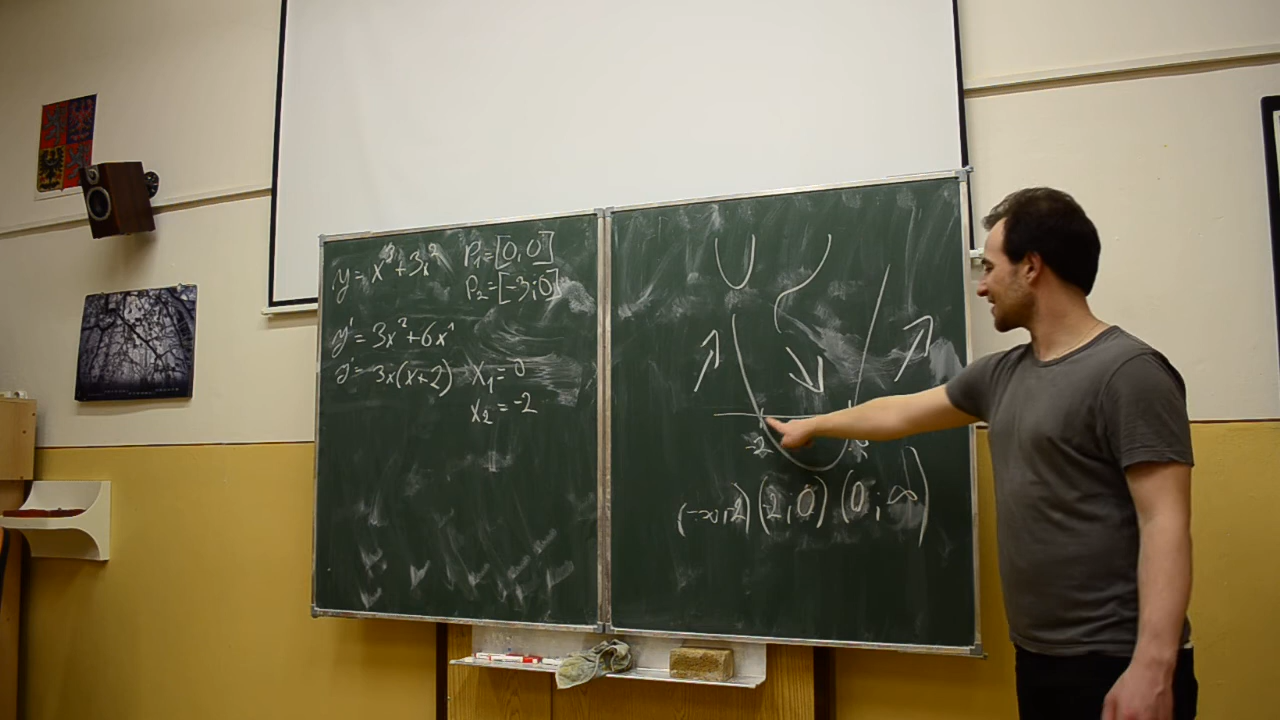 y = x³ + 3x² P₁ = [0, 0]
P₂ = [-3; 0]
y' = 3x² + 6x¹
y' = 3x(x+2) x₁ = 0
x₂ = -2
-2
(-∞; 2) (2; 0) (0; ∞)